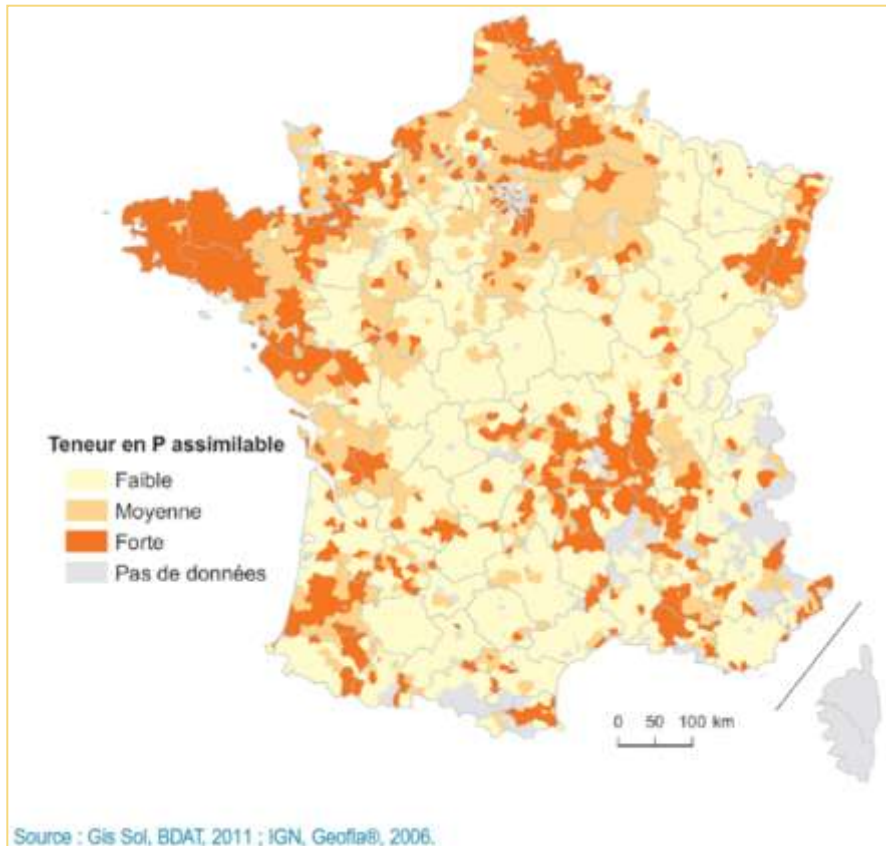 Teneur en P assimilable
Faible
Moyenne
Forte
Pas de données
0 50 100 km
Source : Gis Sol, BDAT, 2011 ; IGN, Geofla®, 2006.